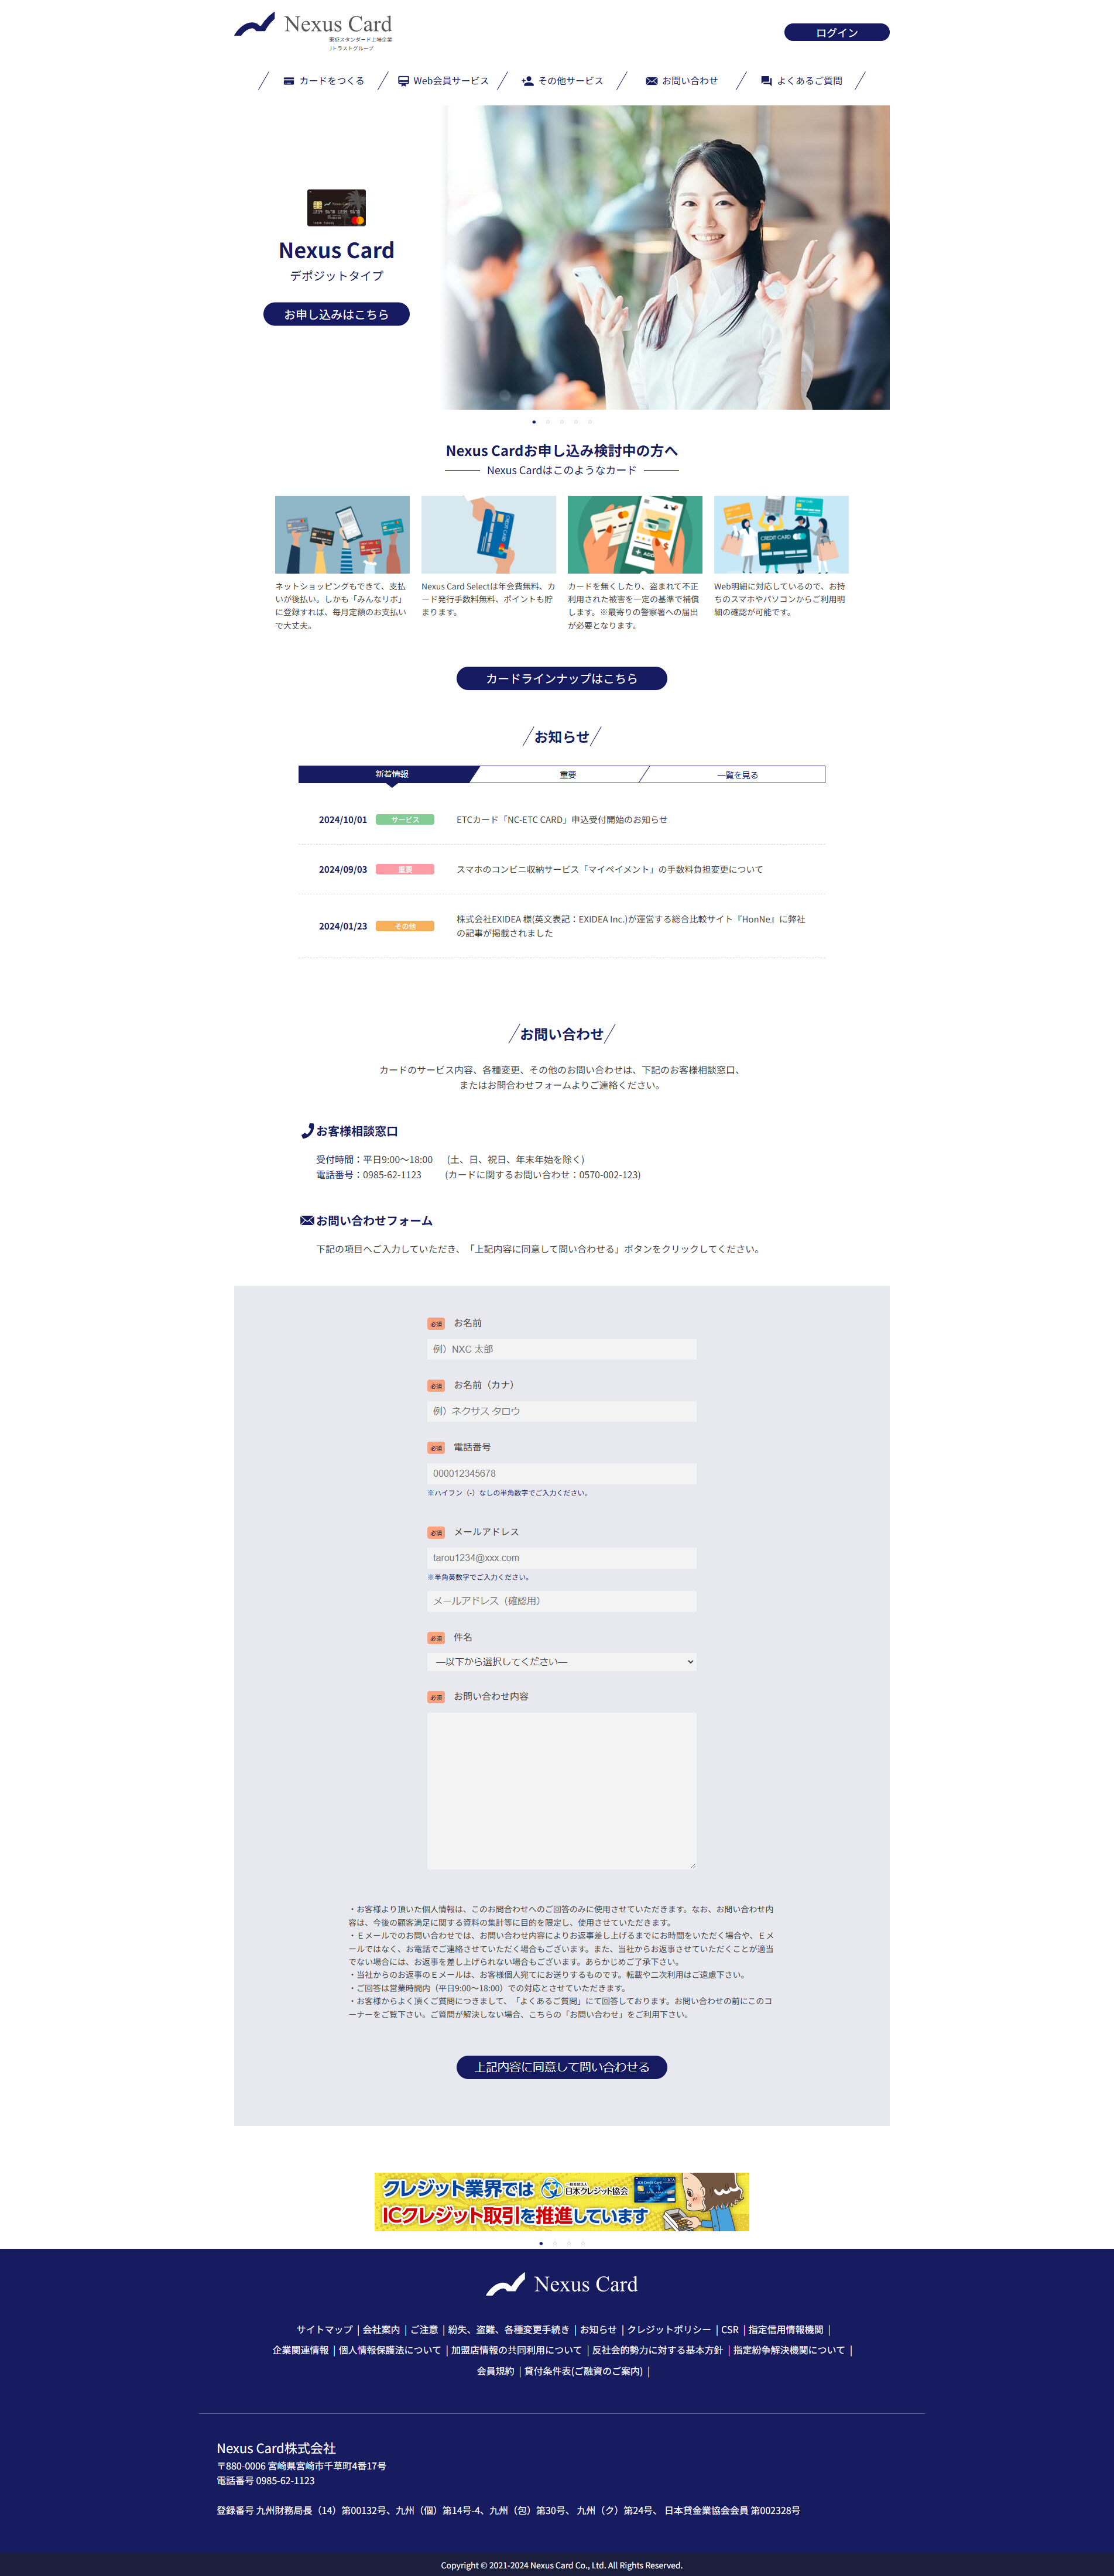 Nexus Card
東証スタンダード上場企業
Jトラストグループ
ログイン
カードをつくる
Web会員サービス
その他サービス
お問い合わせ
よくあるご質問
Nexus Card
デポジットタイプ
お申し込みはこちら
Nexus Cardお申し込み検討中の方へ
Nexus Cardはこのようなカード
ネットショッピングもできて、支払
いが後払い。しかも「みんなリボ」
に登録すれば、毎月定額のお支払い
で大丈夫。
Nexus Card Selectは年会費無料、カ
ード発行手数料無料、ポイントも貯
まります。
カードを無くしたり、盗まれて不正
利用された被害を一定の基準で補償
します。※最寄りの警察署への届出
が必要となります。
Web明細に対応しているので、お持
ちのスマホやパソコンからご利用明
細の確認が可能です。
カードラインナップはこちら
お知らせ
新着情報
重要
一覧を見る
2024/10/01 サービス ETCカード「NC-ETC CARD」申込受付開始のお知らせ
2024/09/03 重要 スマホのコンビニ収納サービス「マイペイメント」の手数料負担変更について
2024/01/23 その他 株式会社EXIDEA 様(英文表記：EXIDEA Inc.)が運営する総合比較サイト『HonNe』に弊社
の記事が掲載されました
お問い合わせ
カードのサービス内容、各種変更、その他のお問い合わせは、下記のお客様相談窓口、
またはお問合わせフォームよりご連絡ください。
お客様相談窓口
受付時間：平日9:00～18:00 (土、日、祝日、年末年始を除く)
電話番号：0985-62-1123 (カードに関するお問い合わせ：0570-002-123)
お問い合わせフォーム
下記の項目へご入力していただき、「上記内容に同意して問い合わせる」ボタンをクリックしてください。
必須 お名前
例）NXC 太郎
必須 お名前（カナ）
例）ネクサス タロウ
必須 電話番号
000012345678
※ハイフン（-）なしの半角数字でご入力ください。
必須 メールアドレス
tarou1234@xxx.com
※半角英数字でご入力ください。
メールアドレス（確認用）
必須 件名
—以下から選択してください—
必須 お問い合わせ内容
・お客様より頂いた個人情報は、このお問合わせへのご回答のみに使用させていただきます。なお、お問い合わせ内
容は、今後の顧客満足に関する資料の集計等に目的を限定し、使用させていただきます。
・Ｅメールでのお問い合わせでは、お問い合わせ内容によりお返事差し上げるまでにお時間をいただく場合や、Ｅメ
ールではなく、お電話でご連絡させていただく場合もございます。また、当社からお返事させていただくことが適当
でない場合には、お返事を差し上げられない場合もございます。あらかじめご了承下さい。
・当社からのお返事のＥメールは、お客様個人宛てにお送りするものです。転載や二次利用はご遠慮下さい。
・ご回答は営業時間内（平日9:00～18:00）での対応とさせていただきます。
・お客様からよく頂くご質問につきまして、「よくあるご質問」にて回答しております。お問い合わせの前にこのコ
ーナーをご覧下さい。ご質問が解決しない場合、こちらの「お問い合わせ」をご利用下さい。
上記内容に同意して問い合わせる
クレジット業界では 一般社団法人 日本クレジット協会
ICクレジット取引を推進しています
Nexus Card
サイトマップ | 会社案内 | ご注意 | 紛失、盗難、各種変更手続き | お知らせ | クレジットポリシー | CSR | 指定信用情報機関 |
企業関連情報 | 個人情報保護法について | 加盟店情報の共同利用について | 反社会的勢力に対する基本方針 | 指定紛争解決機関について |
会員規約 | 貸付条件表(ご融資のご案内) |
Nexus Card株式会社
〒880-0006 宮崎県宮崎市千草町4番17号
電話番号 0985-62-1123
登録番号 九州財務局長（14）第00132号、九州（個）第14号-4、九州（包）第30号、 九州（ク）第24号、 日本貸金業協会会員 第002328号
Copyright © 2021-2024 Nexus Card Co., Ltd. All Rights Reserved.